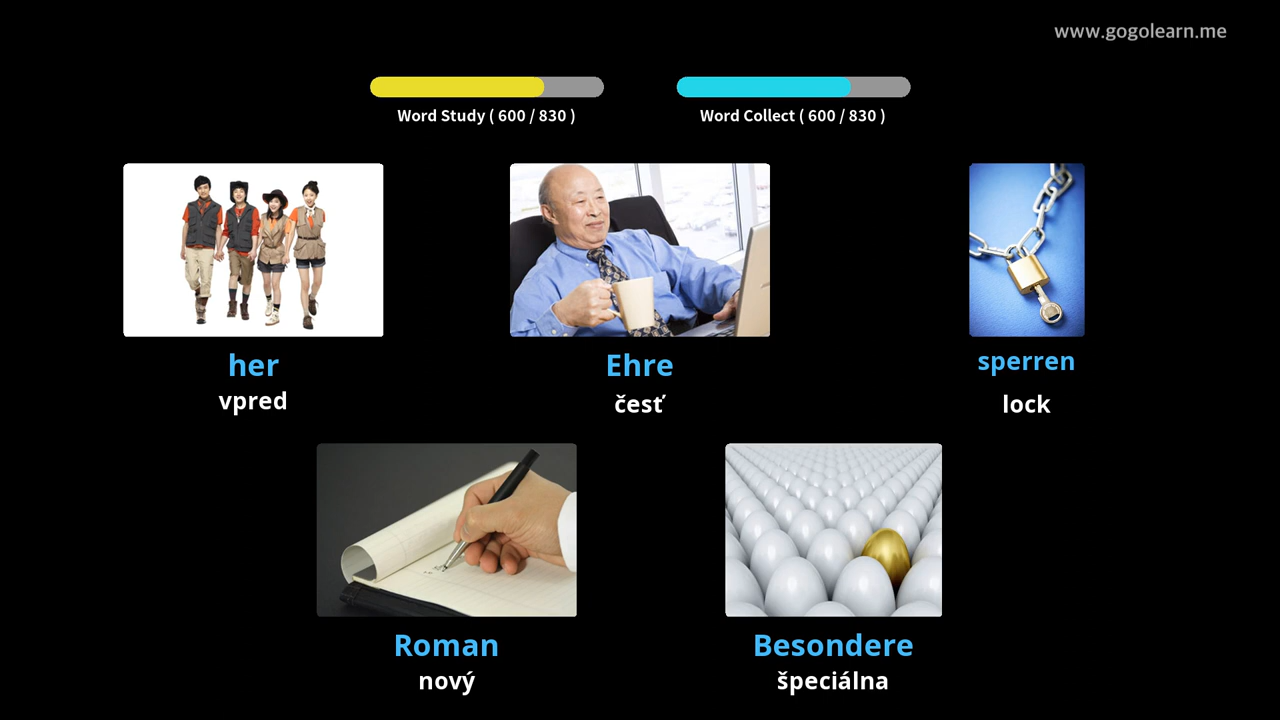 www.gogolearn.me
Word Study ( 600 / 830 )
Word Collect ( 600 / 830 )
her
vpred
Ehre
česť
sperren
lock
Roman
nový
Besondere
špeciálna